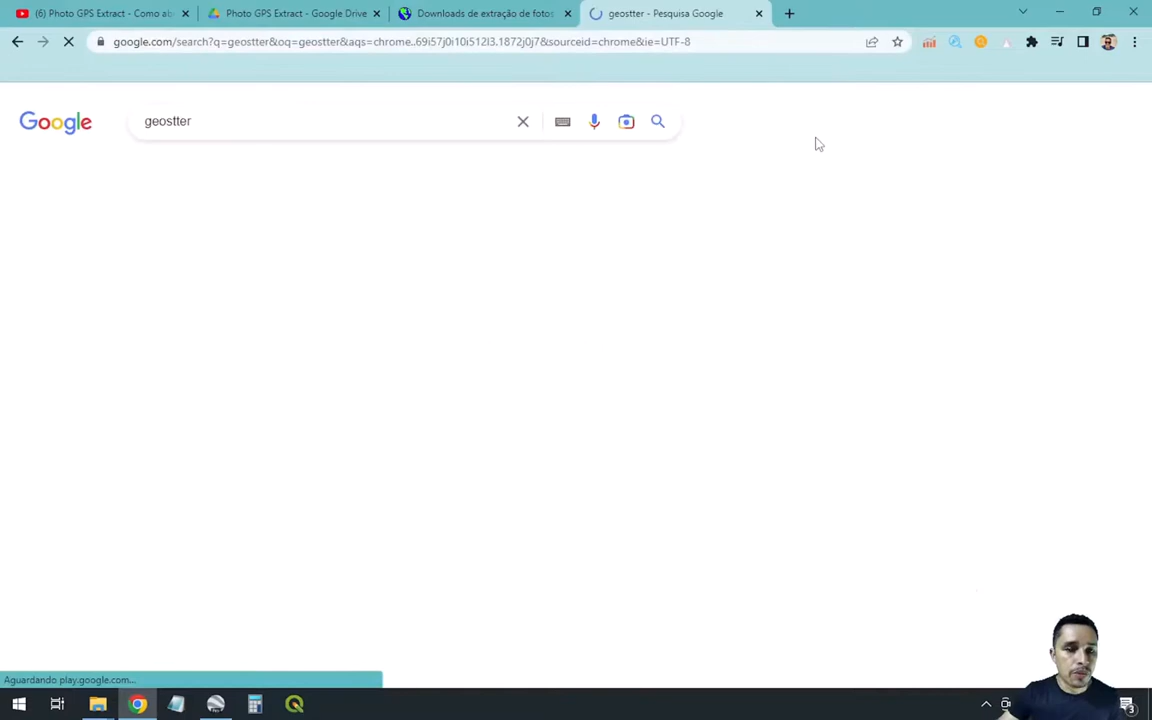 (6) Photo GPS Extract - Como ab
Photo GPS Extract - Google Drive
Downloads de extração de fotos
geostter - Pesquisa Google
google.com/search?q=geostter&oq=geostter&aqs=chrome..69i57j0i10i512l3.1872j0j7&sourceid=chrome&ie=UTF-8
Google
geostter
Aguardando play.google.com...
3